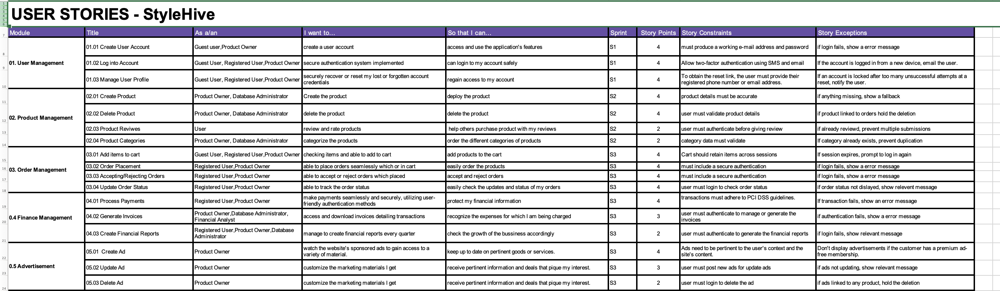 USER STORIES - StyleHive
Module Title As a/an I want to... So that I can... Sprint Story Points Story Constraints Story Exceptions
01. User Management
01.01 Create User Account Guest user,Product Owner create a user account access and use the application's features S1 4 must produce a working e-mail address and password if login fails, show a error message
01.02 Log into Account Guest User, Registered User,Product Owner secure authentication system implemented can login to my account safely S1 4 Allow two-factor authentication using SMS and email If the account is logged in from a new device, email the user.
01.03 Manage User Profile Guest User, Registered User,Product Owner securely recover or reset my lost or forgotten account
credentials regain access to my account S1 4 To obtain the reset link, the user must provide their
registered phone number or email address. If an account is locked after too many unsuccessful attempts at a
reset, notify the user.
02. Product Management
02.01 Create Product Product Owner, Database Administrator Create the product deploy the product S2 4 product details must be accurate if anything missing, show a fallback
02.02 Delete Product Product Owner, Database Administrator delete the product delete the product S2 4 user must validate product details if product linked to orders hold the deletion
02.03 Product Reviwes User review and rate products help others purchase product with my reviews S2 2 user must authenticate before giving review if already reviewd, prevent multiple submissions
02.04 Product Categories Product Owner, Database Administrator categorize the products order the different categories of products S2 2 category data must validate If category already exists, prevent duplication
03. Order Management
03.01 Add items to cart Guest User, Registered User,Product Owner checking items and able to add to cart add products to the cart S3 4 Cart should retain items across sessions If session expires, prompt to log in again
03.02 Order Placement Registered User,Product Owner able to place orders seamlessly which or in cart easily order the products S3 4 must include a secure authentication if login fails, show a error message
03.03 Accepting/Rejecting Orders Registered User,Product Owner able to accept or reject orders which placed accept and reject orders S3 4 must include a secure authentication if login fails, show a error message
03.04 Update Order Status Registered User,Product Owner able to track the order status easily check the updates and status of my orders S3 4 user must login to check order status if order status not dislayed, show relevent message
0.4 Finance Management
04.01 Process Payments Registered User,Product Owner make payments seamlessly and securely, utilizing user-
friendly authentication methods protect my financial information S3 4 transactions must adhere to PCI DSS guidelines. If transaction fails, show an error message
04.02 Generate Invoices Product Owner,Database Administrator,
Financial Analyst access and download invoices detailing transactions recognize the expenses for which I am being charged S3 3 user must authenticate to manage or generate the
invoices if authentication fails, show a error message
04.03 Create Financial Reports Registered User,Product Owner,Database
Administrator manage to create financial reports every quarter check the growth of the bussiness accordingly S3 2 user must authenticate to generate the financial reports if login fails, show relevant message
0.5 Advertisement
05.01 Create Ad Product Owner watch the website's sponsored ads to gain access to a
variety of material. keep up to date on pertinent goods or services. S3 4 Ads need to be pertinent to the user's context and the
site's content. Don't display advertisements if the customer has a premium ad-
free membership.
05.02 Update Ad Product Owner customize the marketing materials I get receive pertinent information and deals that pique my interest. S3 3 user must post new ads for update ads if ads not updating, show relevant message
05.03 Delete Ad Product Owner customize the marketing materials I get receive pertinent information and deals that pique my interest. S3 2 user must login to delete the ad if ads linked to any product, hold the deletion
1
2
3
4
5
6
7
8
9
10
11
12
13
14
15
16
17
18
19
20
21
22
23
24